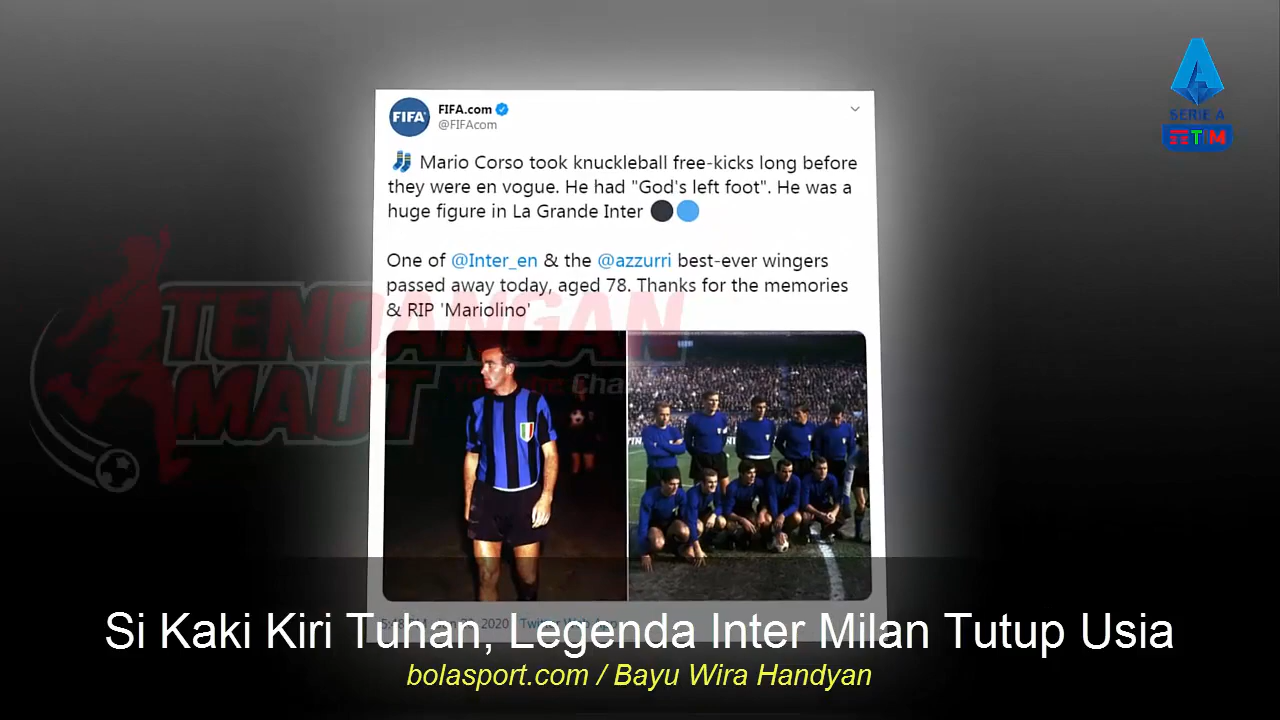 FIFA.com
@FIFAcom
FIFA
Mario Corso took knuckleball free-kicks long before
they were en vogue. He had "God's left foot". He was a
huge figure in La Grande Inter
One of @Inter_en & the @azzurri best-ever wingers
passed away today, aged 78. Thanks for the memories
& RIP 'Mariolino'
SERIE A
TIM
TENDANGAN
MAUT
2020
Si Kaki Kiri Tuhan, Legenda Inter Milan Tutup Usia
bolasport.com / Bayu Wira Handyan